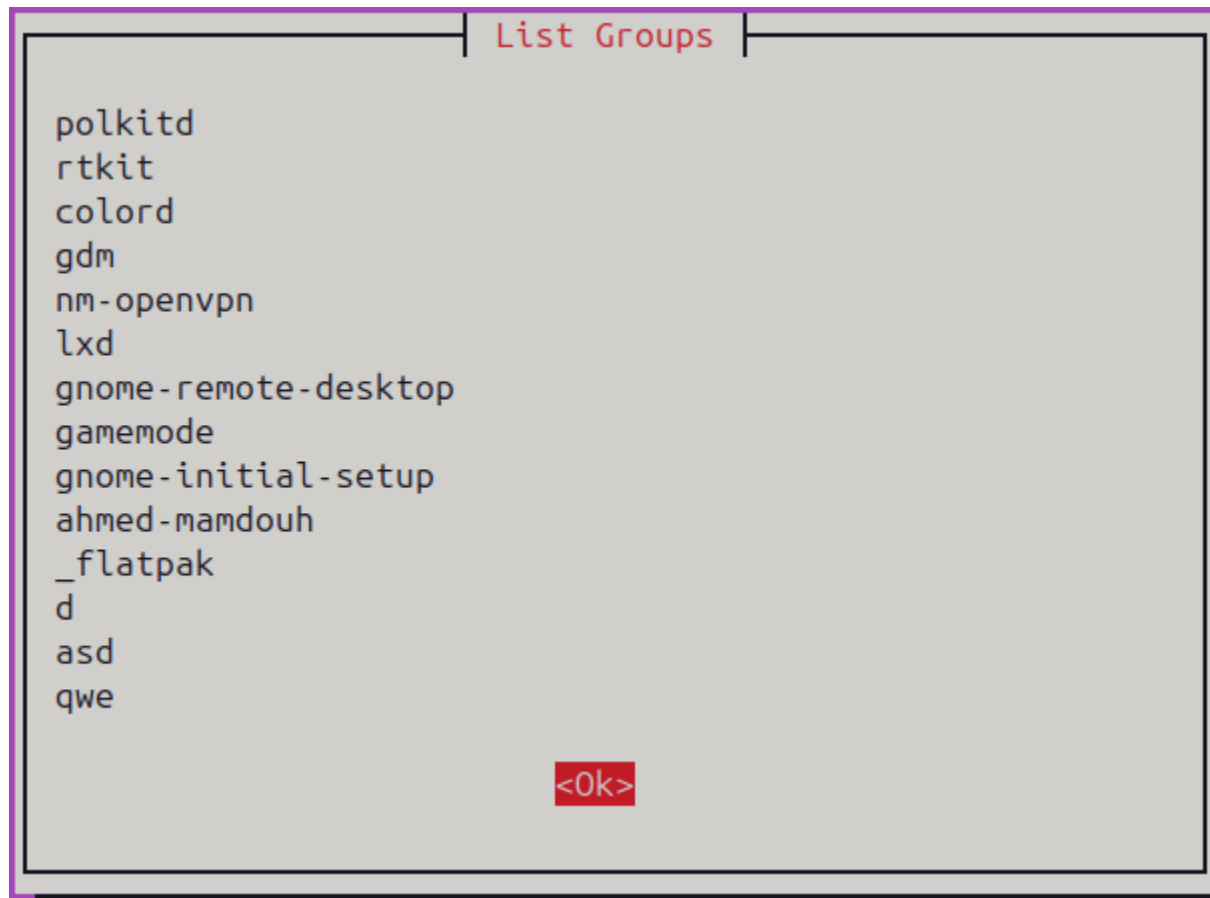 List Groups
polkitd
rtkit
colord
gdm
nm-openvpn
lxd
gnome-remote-desktop
gamemode
gnome-initial-setup
ahmed-mamdouh
_flatpak
d
asd
qwe
<Ok>